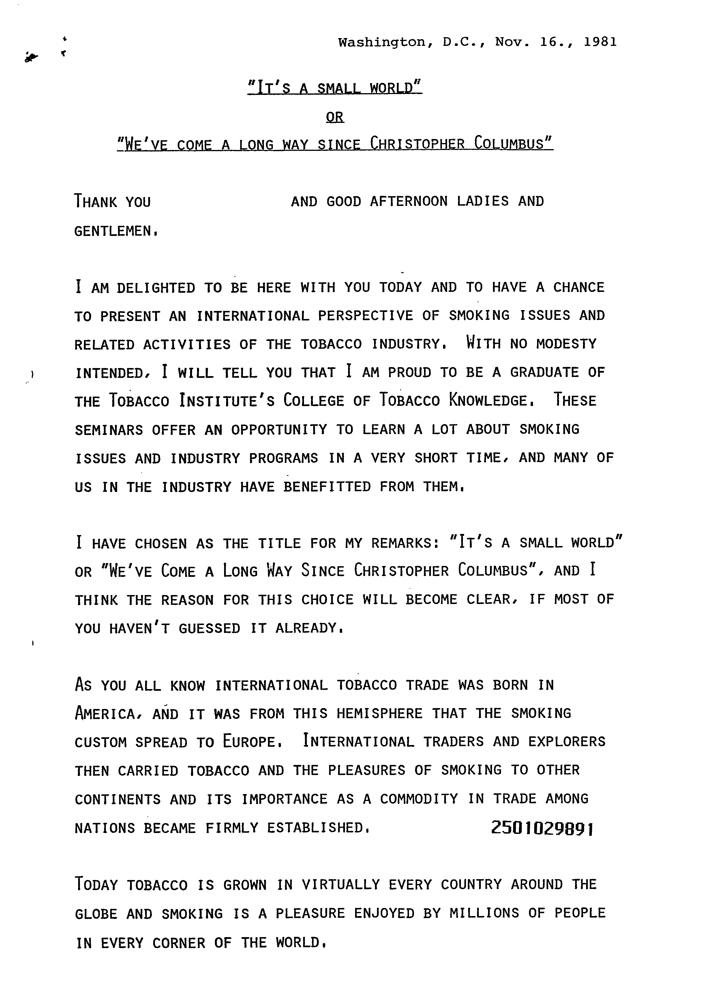 Washington, D.C., Nov. 16., 1981
"IT'S A SMALL WORLD"
OR
"WE'VE COME A LONG WAY SINCE CHRISTOPHER COLUMBUS"
THANK YOU AND GOOD AFTERNOON LADIES AND
GENTLEMEN.
I AM DELIGHTED TO BE HERE WITH YOU TODAY AND TO HAVE A CHANCE
TO PRESENT AN INTERNATIONAL PERSPECTIVE OF SMOKING ISSUES AND
RELATED ACTIVITIES OF THE TOBACCO INDUSTRY. WITH NO MODESTY
INTENDED, I WILL TELL YOU THAT I AM PROUD TO BE A GRADUATE OF
THE TOBACCO INSTITUTE'S COLLEGE OF TOBACCO KNOWLEDGE. THESE
SEMINARS OFFER AN OPPORTUNITY TO LEARN A LOT ABOUT SMOKING
ISSUES AND INDUSTRY PROGRAMS IN A VERY SHORT TIME, AND MANY OF
US IN THE INDUSTRY HAVE BENEFITTED FROM THEM.
I HAVE CHOSEN AS THE TITLE FOR MY REMARKS: "IT'S A SMALL WORLD"
OR "WE'VE COME A LONG WAY SINCE CHRISTOPHER COLUMBUS", AND I
THINK THE REASON FOR THIS CHOICE WILL BECOME CLEAR, IF MOST OF
YOU HAVEN'T GUESSED IT ALREADY.
AS YOU ALL KNOW INTERNATIONAL TOBACCO TRADE WAS BORN IN
AMERICA, AND IT WAS FROM THIS HEMISPHERE THAT THE SMOKING
CUSTOM SPREAD TO EUROPE. INTERNATIONAL TRADERS AND EXPLORERS
THEN CARRIED TOBACCO AND THE PLEASURES OF SMOKING TO OTHER
CONTINENTS AND ITS IMPORTANCE AS A COMMODITY IN TRADE AMONG
NATIONS BECAME FIRMLY ESTABLISHED. 2501029891
TODAY TOBACCO IS GROWN IN VIRTUALLY EVERY COUNTRY AROUND THE
GLOBE AND SMOKING IS A PLEASURE ENJOYED BY MILLIONS OF PEOPLE
IN EVERY CORNER OF THE WORLD.